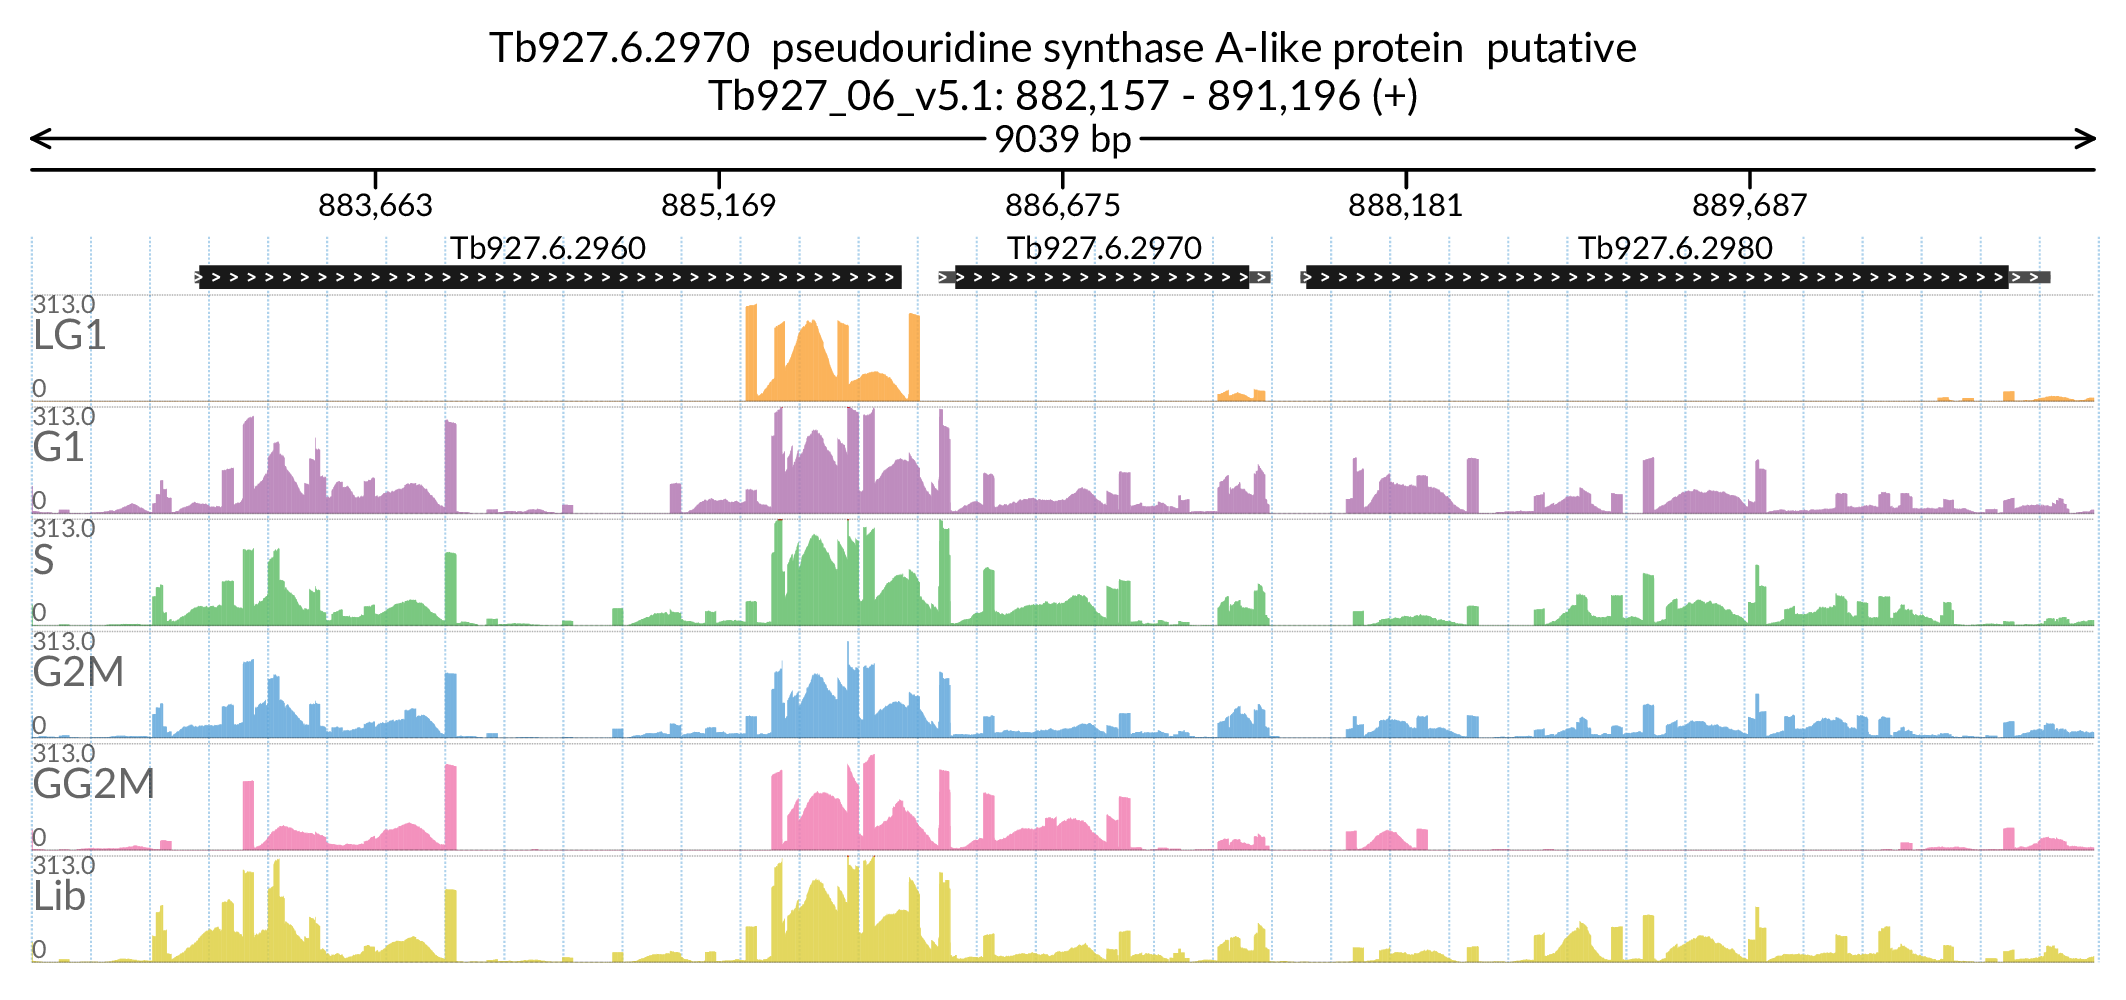 Tb927.6.2970  pseudouridine synthase A-like protein  putative
Tb927_06_v5.1: 882,157 - 891,196 (+)
9039 bp
883,663 885,169 886,675 888,181 889,687
Tb927.6.2960 Tb927.6.2970 Tb927.6.2980
313.0
LG1
0
313.0
G1
0
313.0
S
0
313.0
G2M
0
313.0
GG2M
0
313.0
Lib
0